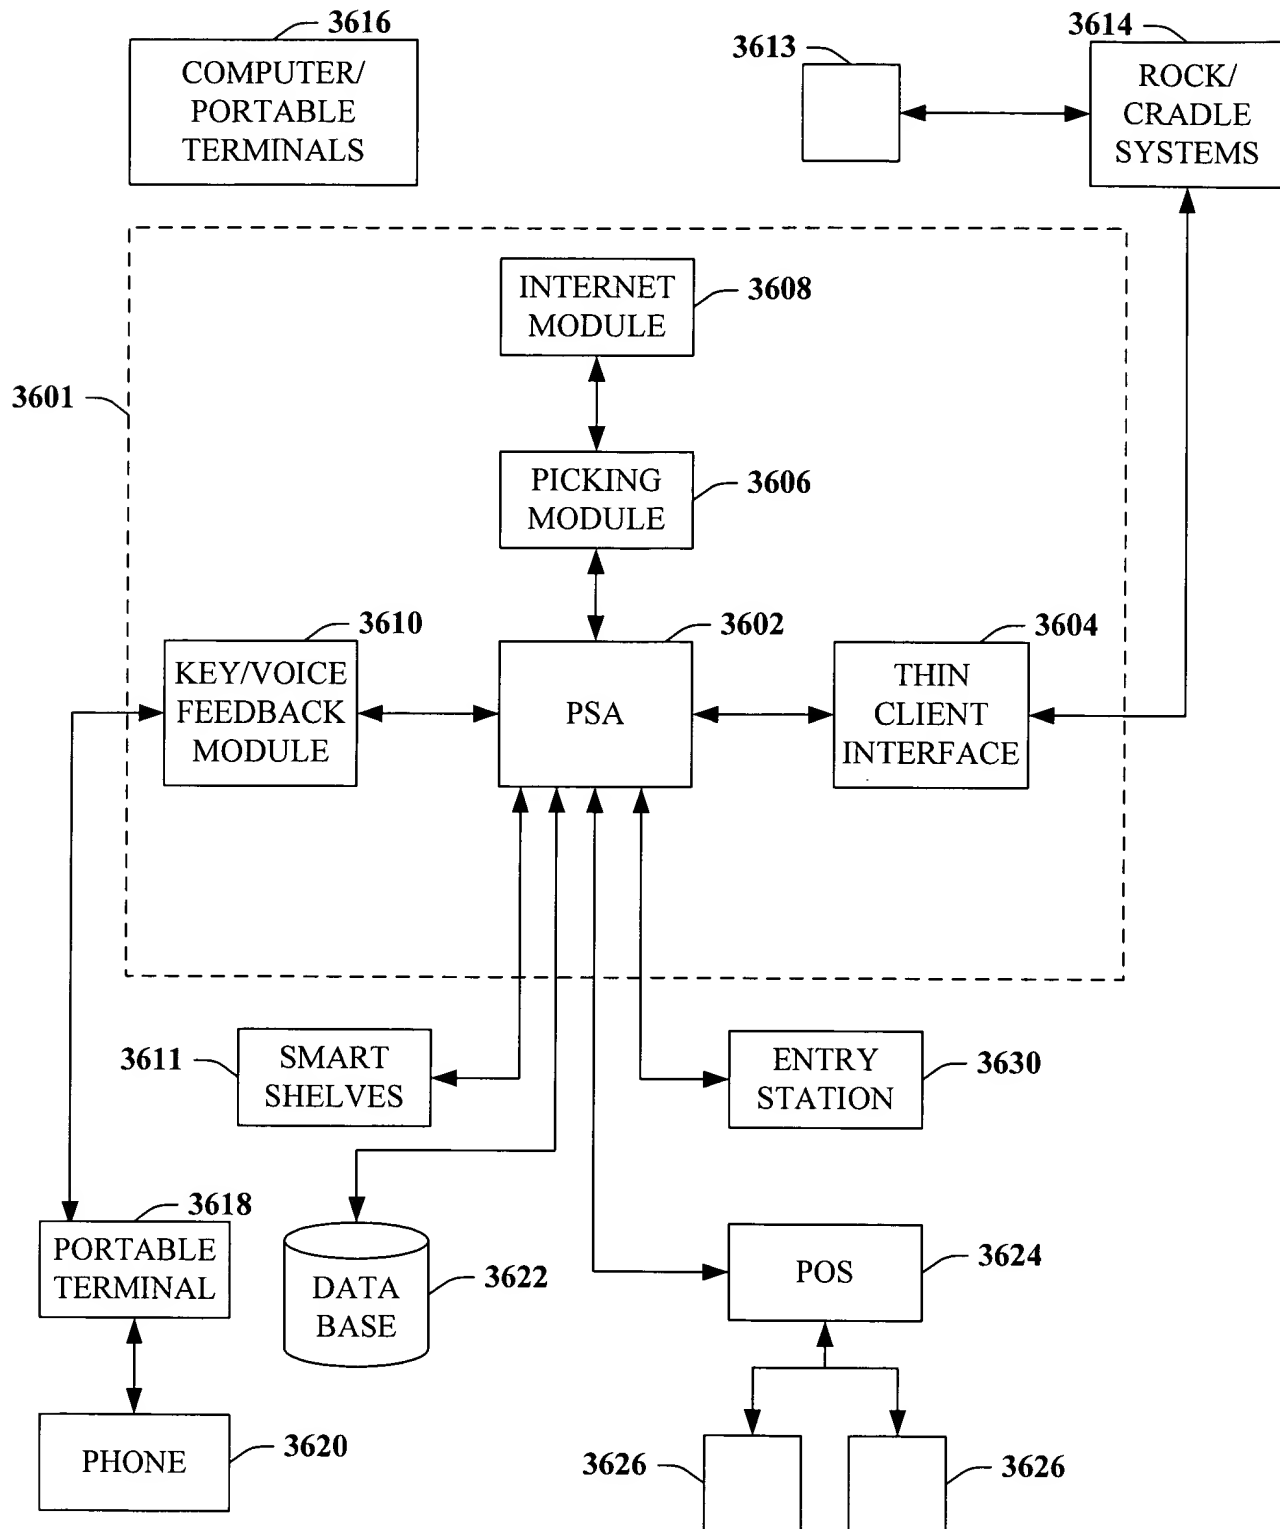 3616
COMPUTER/
PORTABLE
TERMINALS
3613
3614
ROCK/
CRADLE
SYSTEMS
INTERNET
MODULE
3608
3601
PICKING
MODULE
3606
3610
KEY/VOICE
FEEDBACK
MODULE
3602
PSA
3604
THIN
CLIENT
INTERFACE
3611
SMART
SHELVES
ENTRY
STATION
3630
3618
PORTABLE
TERMINAL
DATA
BASE
3622
POS
3624
PHONE
3620
3626
3626